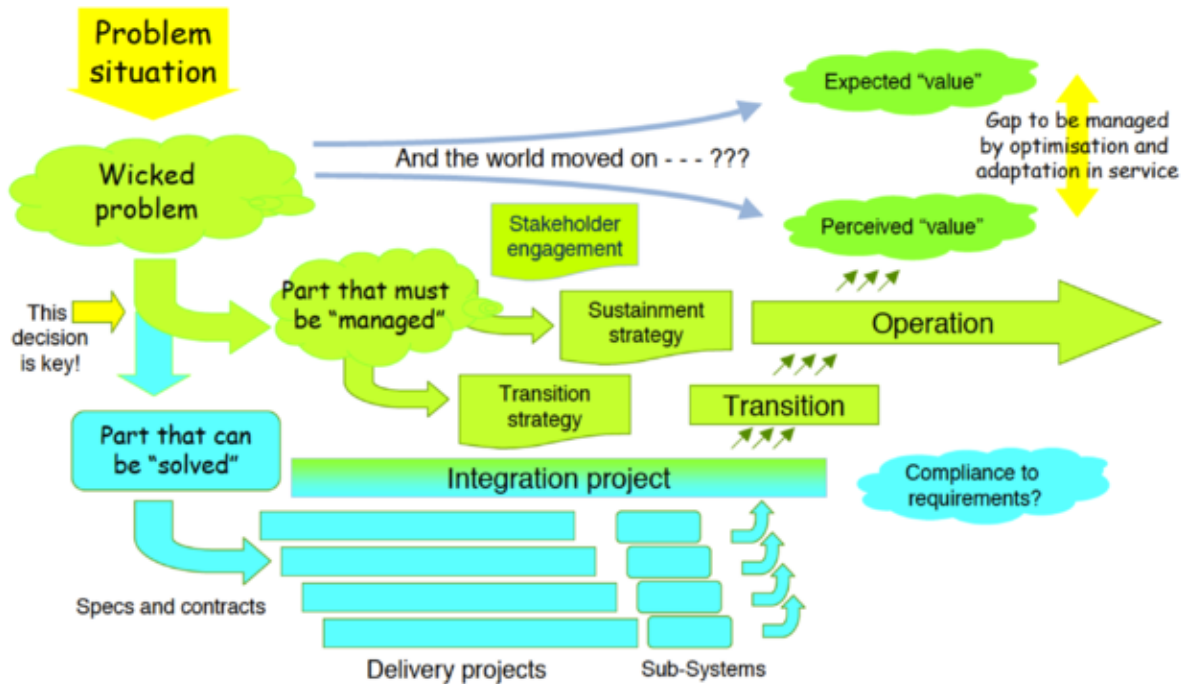 Problem
situation
Expected "value"
Gap to be managed
by optimisation and
adaptation in service
And the world moved on - - - ???
Wicked
problem
Perceived "value"
Stakeholder
engagement
This
decision
is key!
Part that must
be "managed"
Sustainment
strategy
Operation
Transition
strategy
Transition
Part that can
be "solved"
Integration project
Compliance to
requirements?
Specs and contracts
Delivery projects
Sub-Systems